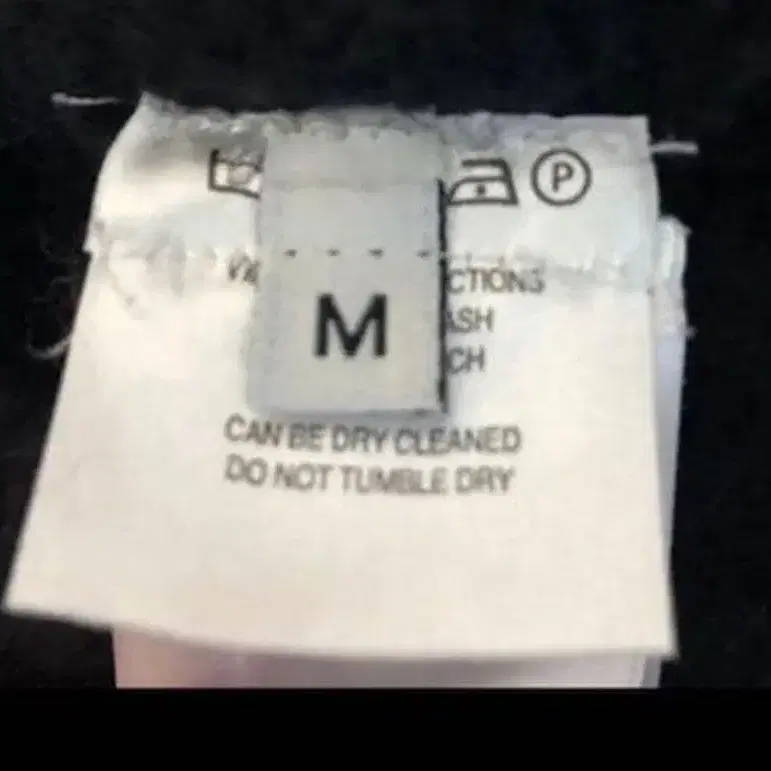 P
CTIONS
M
ASH
CH
CAN BE DRY CLEANED
DO NOT TUMBLE DRY